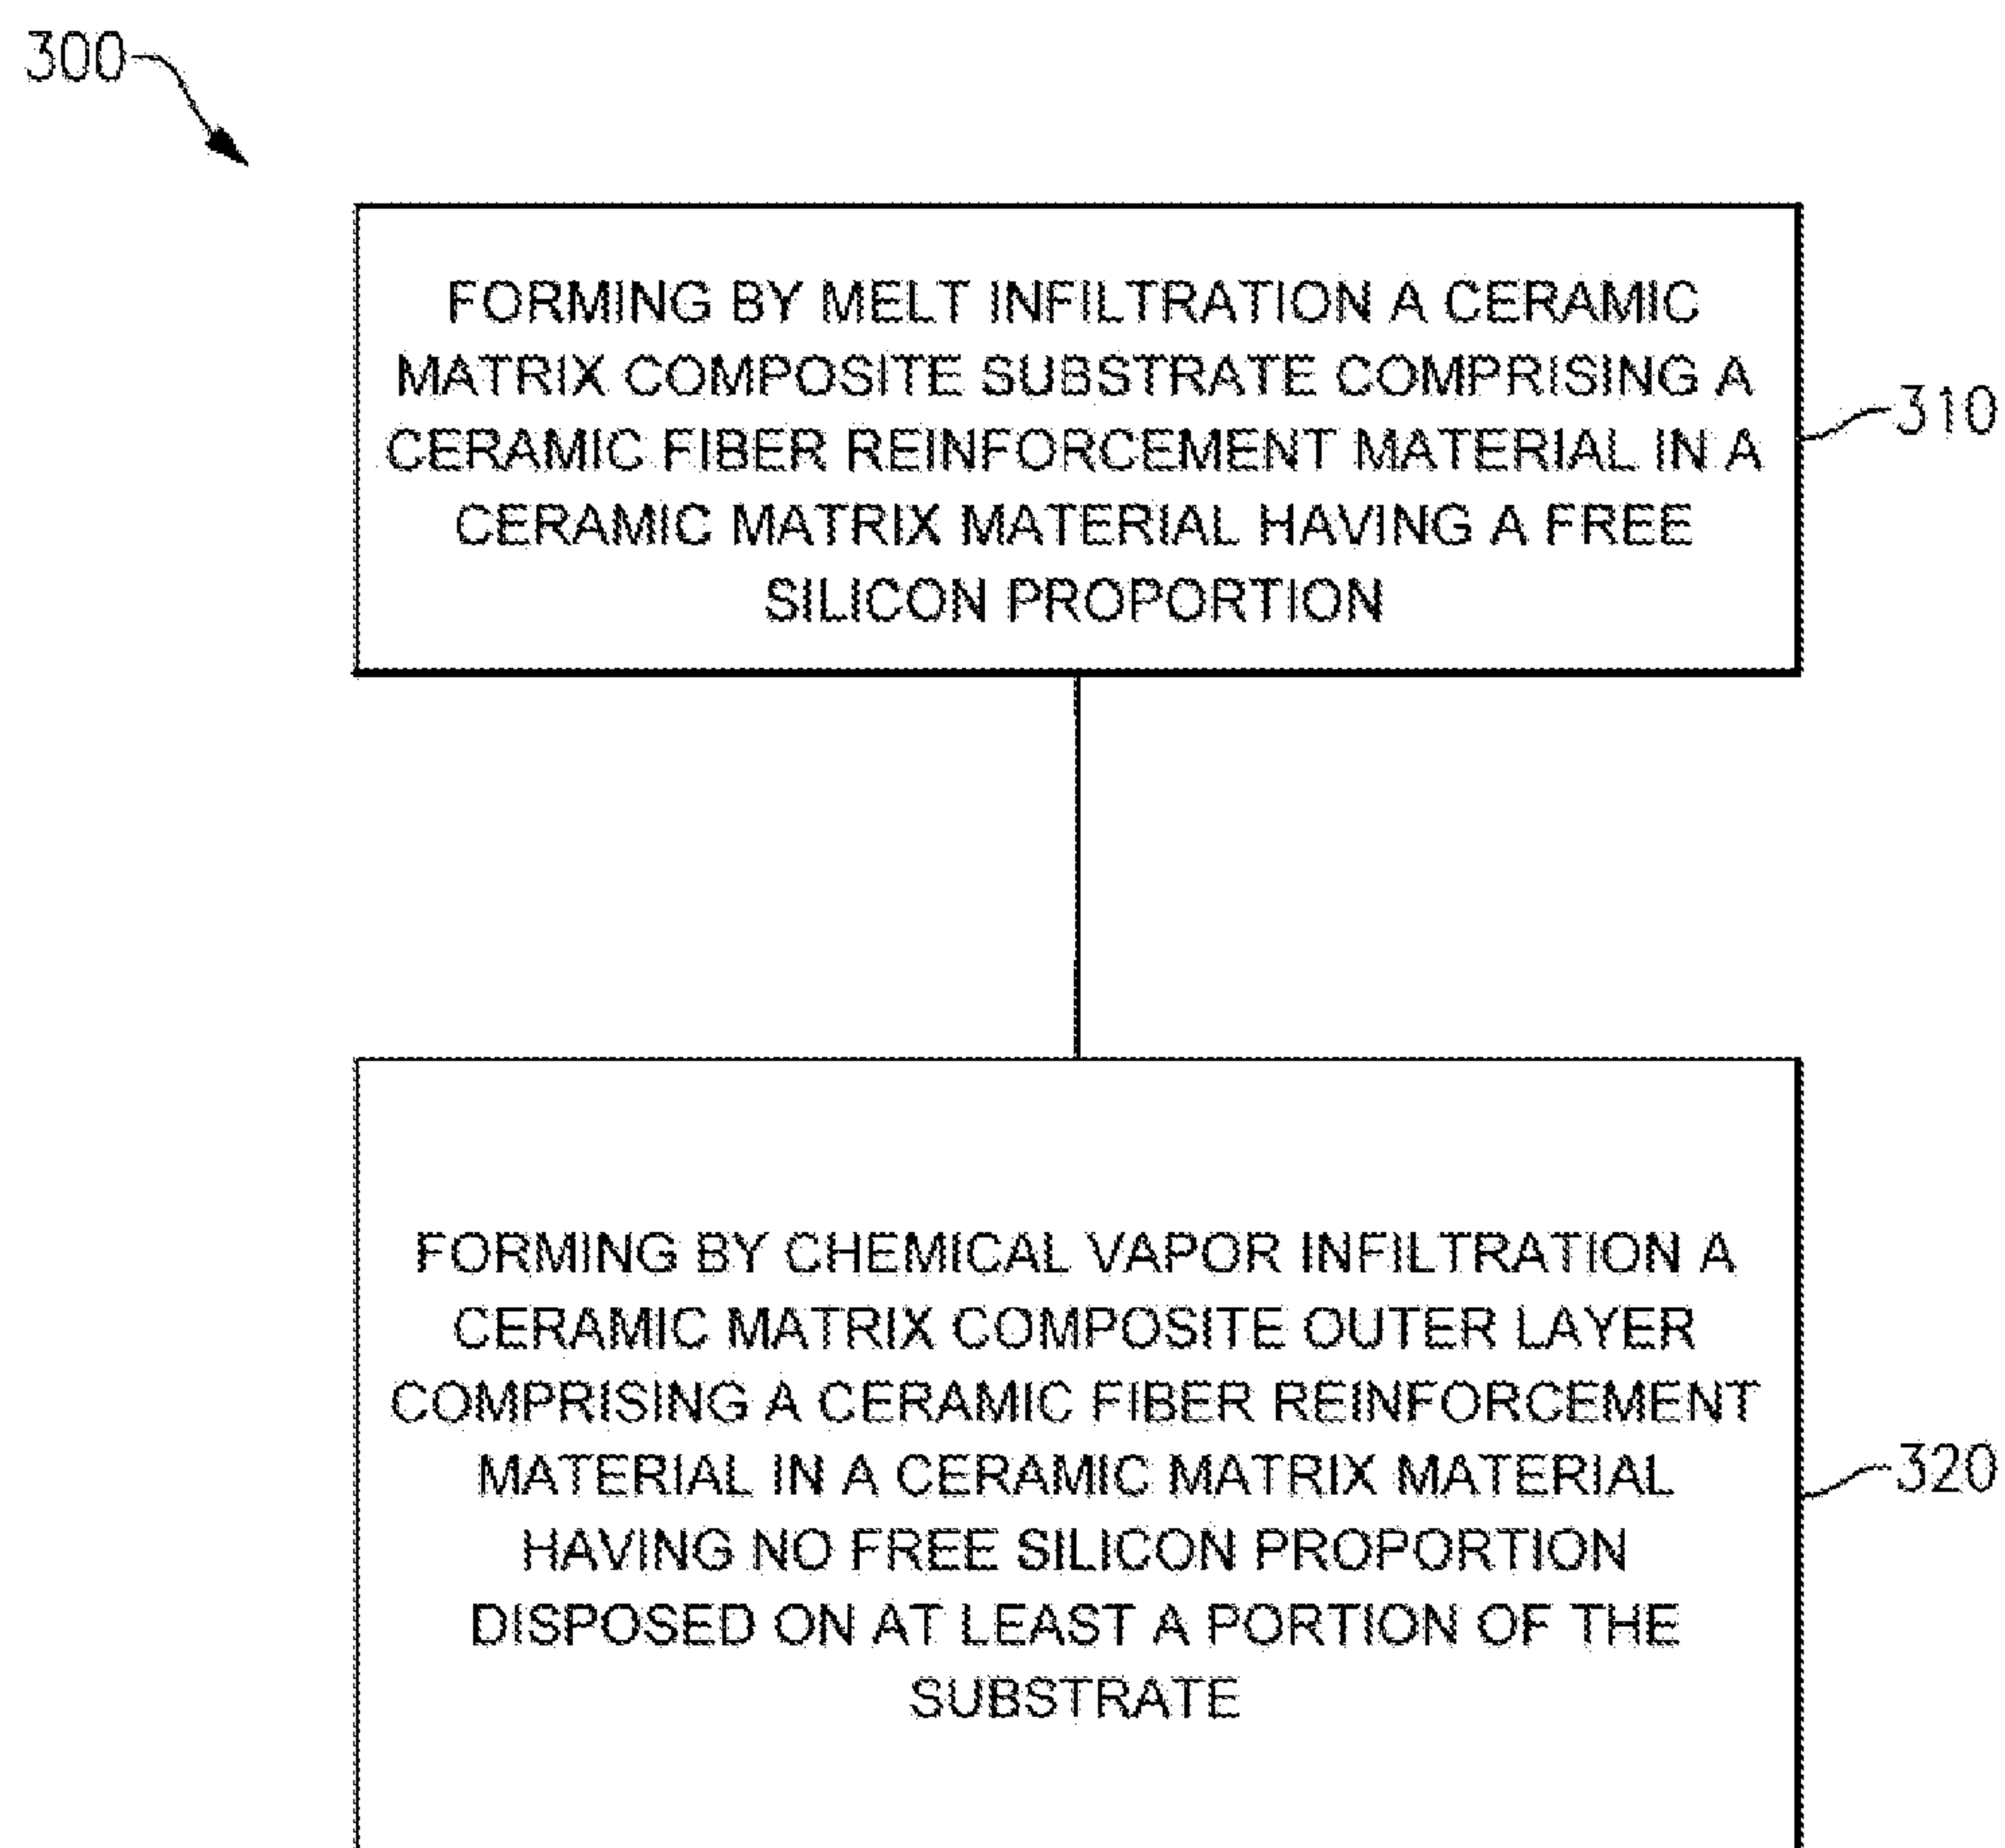 300
FORMING BY MELT INFILTRATION A CERAMIC
MATRIX COMPOSITE SUBSTRATE COMPRISING A
CERAMIC FIBER REINFORCEMENT MATERIAL IN A
CERAMIC MATRIX MATERIAL HAVING A FREE
SILICON PROPORTION
310
FORMING BY CHEMICAL VAPOR INFILTRATION A
CERAMIC MATRIX COMPOSITE OUTER LAYER
COMPRISING A CERAMIC FIBER REINFORCEMENT
MATERIAL IN A CERAMIC MATRIX MATERIAL
HAVING NO FREE SILICON PROPORTION
DISPOSED ON AT LEAST A PORTION OF THE
SUBSTRATE
320